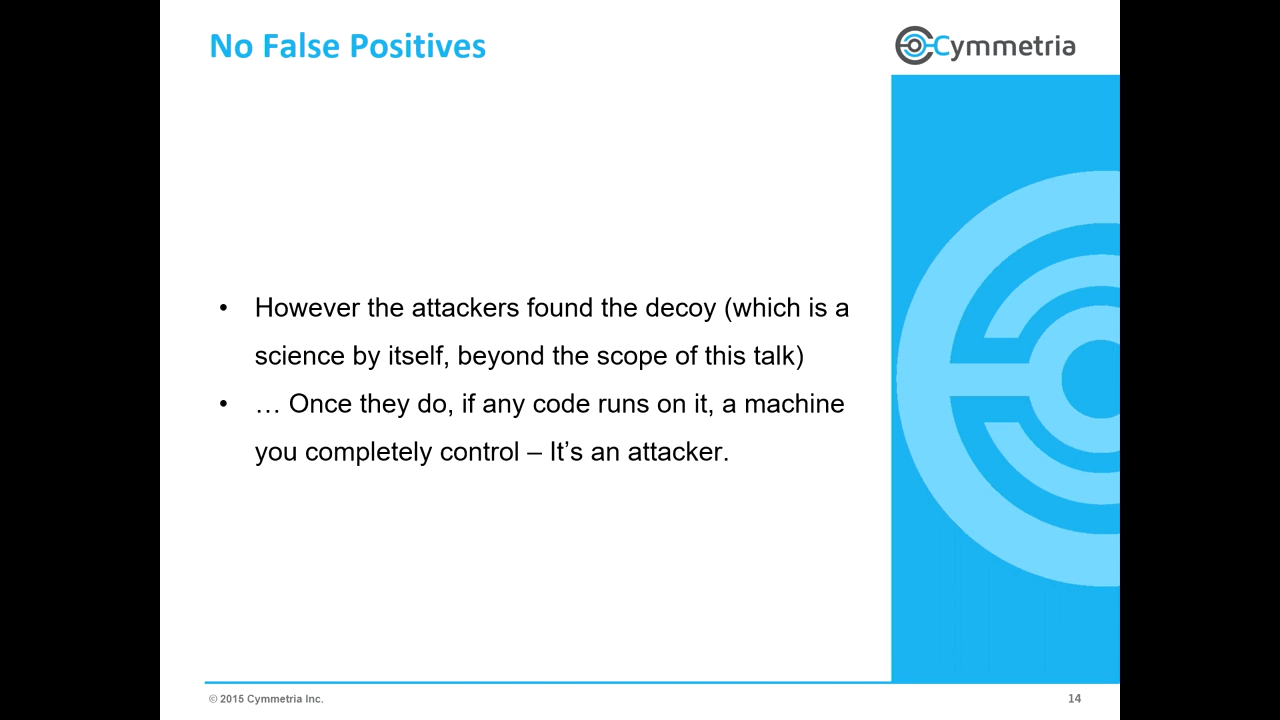 No False Positives
Cymmetria
• However the attackers found the decoy (which is a
science by itself, beyond the scope of this talk)
• … Once they do, if any code runs on it, a machine
you completely control – It’s an attacker.
© 2015 Cymmetria Inc.
14